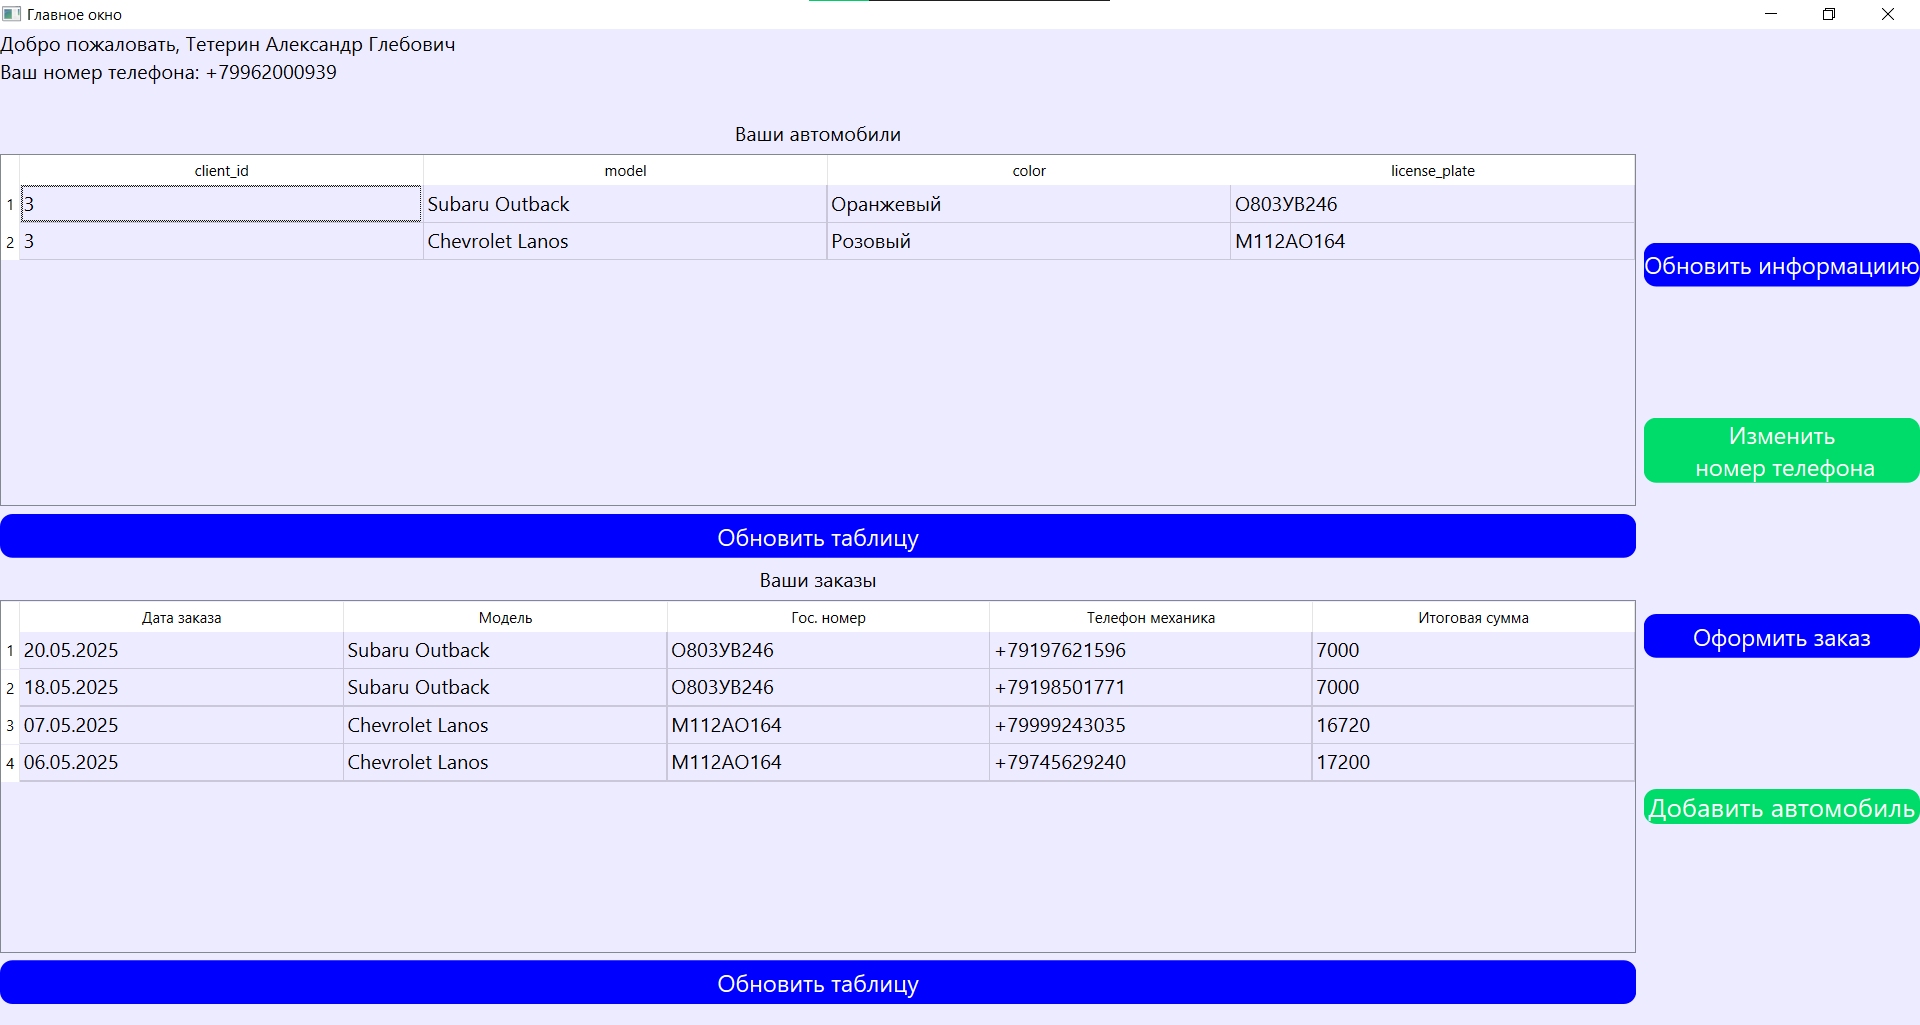 Главное окно
Добро пожаловать, Тетерин Александр Глебович
Ваш номер телефона: +79962000939
Ваши автомобили
client_id model color license_plate
1 3 Subaru Outback Оранжевый О803УВ246
2 3 Chevrolet Lanos Розовый М112АО164
Обновить информациию
Изменить
номер телефона
Обновить таблицу
Ваши заказы
Дата заказа Модель Гос. номер Телефон механика Итоговая сумма
1 20.05.2025 Subaru Outback О803УВ246 +79197621596 7000
2 18.05.2025 Subaru Outback О803УВ246 +79198501771 7000
3 07.05.2025 Chevrolet Lanos М112АО164 +79999243035 16720
4 06.05.2025 Chevrolet Lanos М112АО164 +79745629240 17200
Оформить заказ
Добавить автомобиль
Обновить таблицу